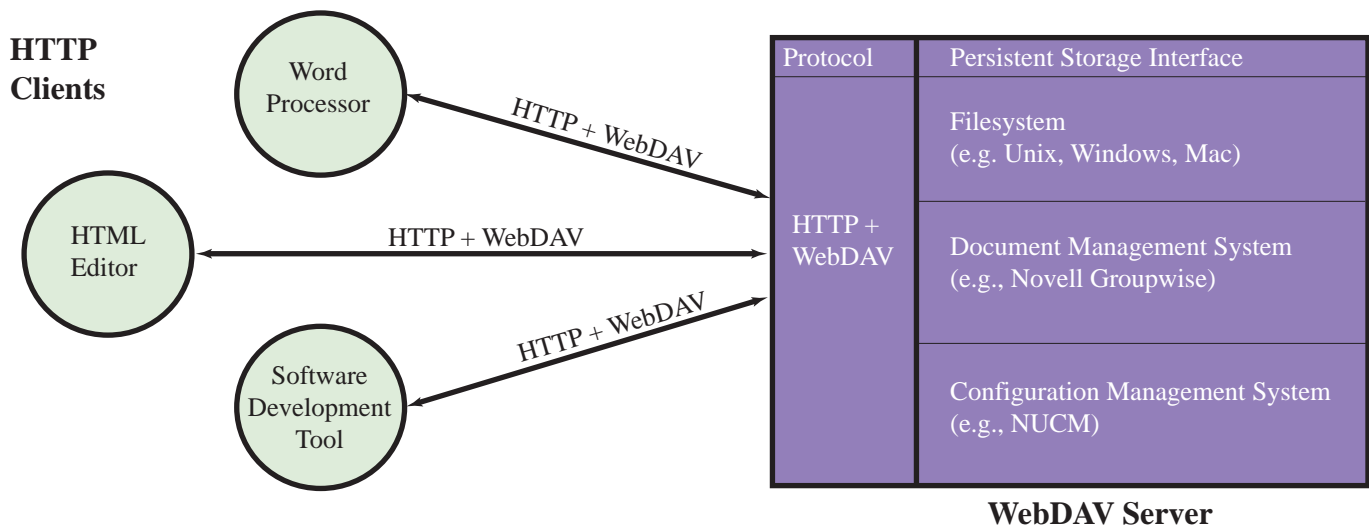 HTTP
Clients
Word
Processor
HTTP + WebDAV
HTML
Editor
HTTP + WebDAV
Software
Development
Tool
HTTP + WebDAV
Protocol
Persistent Storage Interface
HTTP +
WebDAV
Filesystem
(e.g. Unix, Windows, Mac)
Document Management System
(e.g., Novell Groupwise)
Configuration Management System
(e.g., NUCM)
WebDAV Server